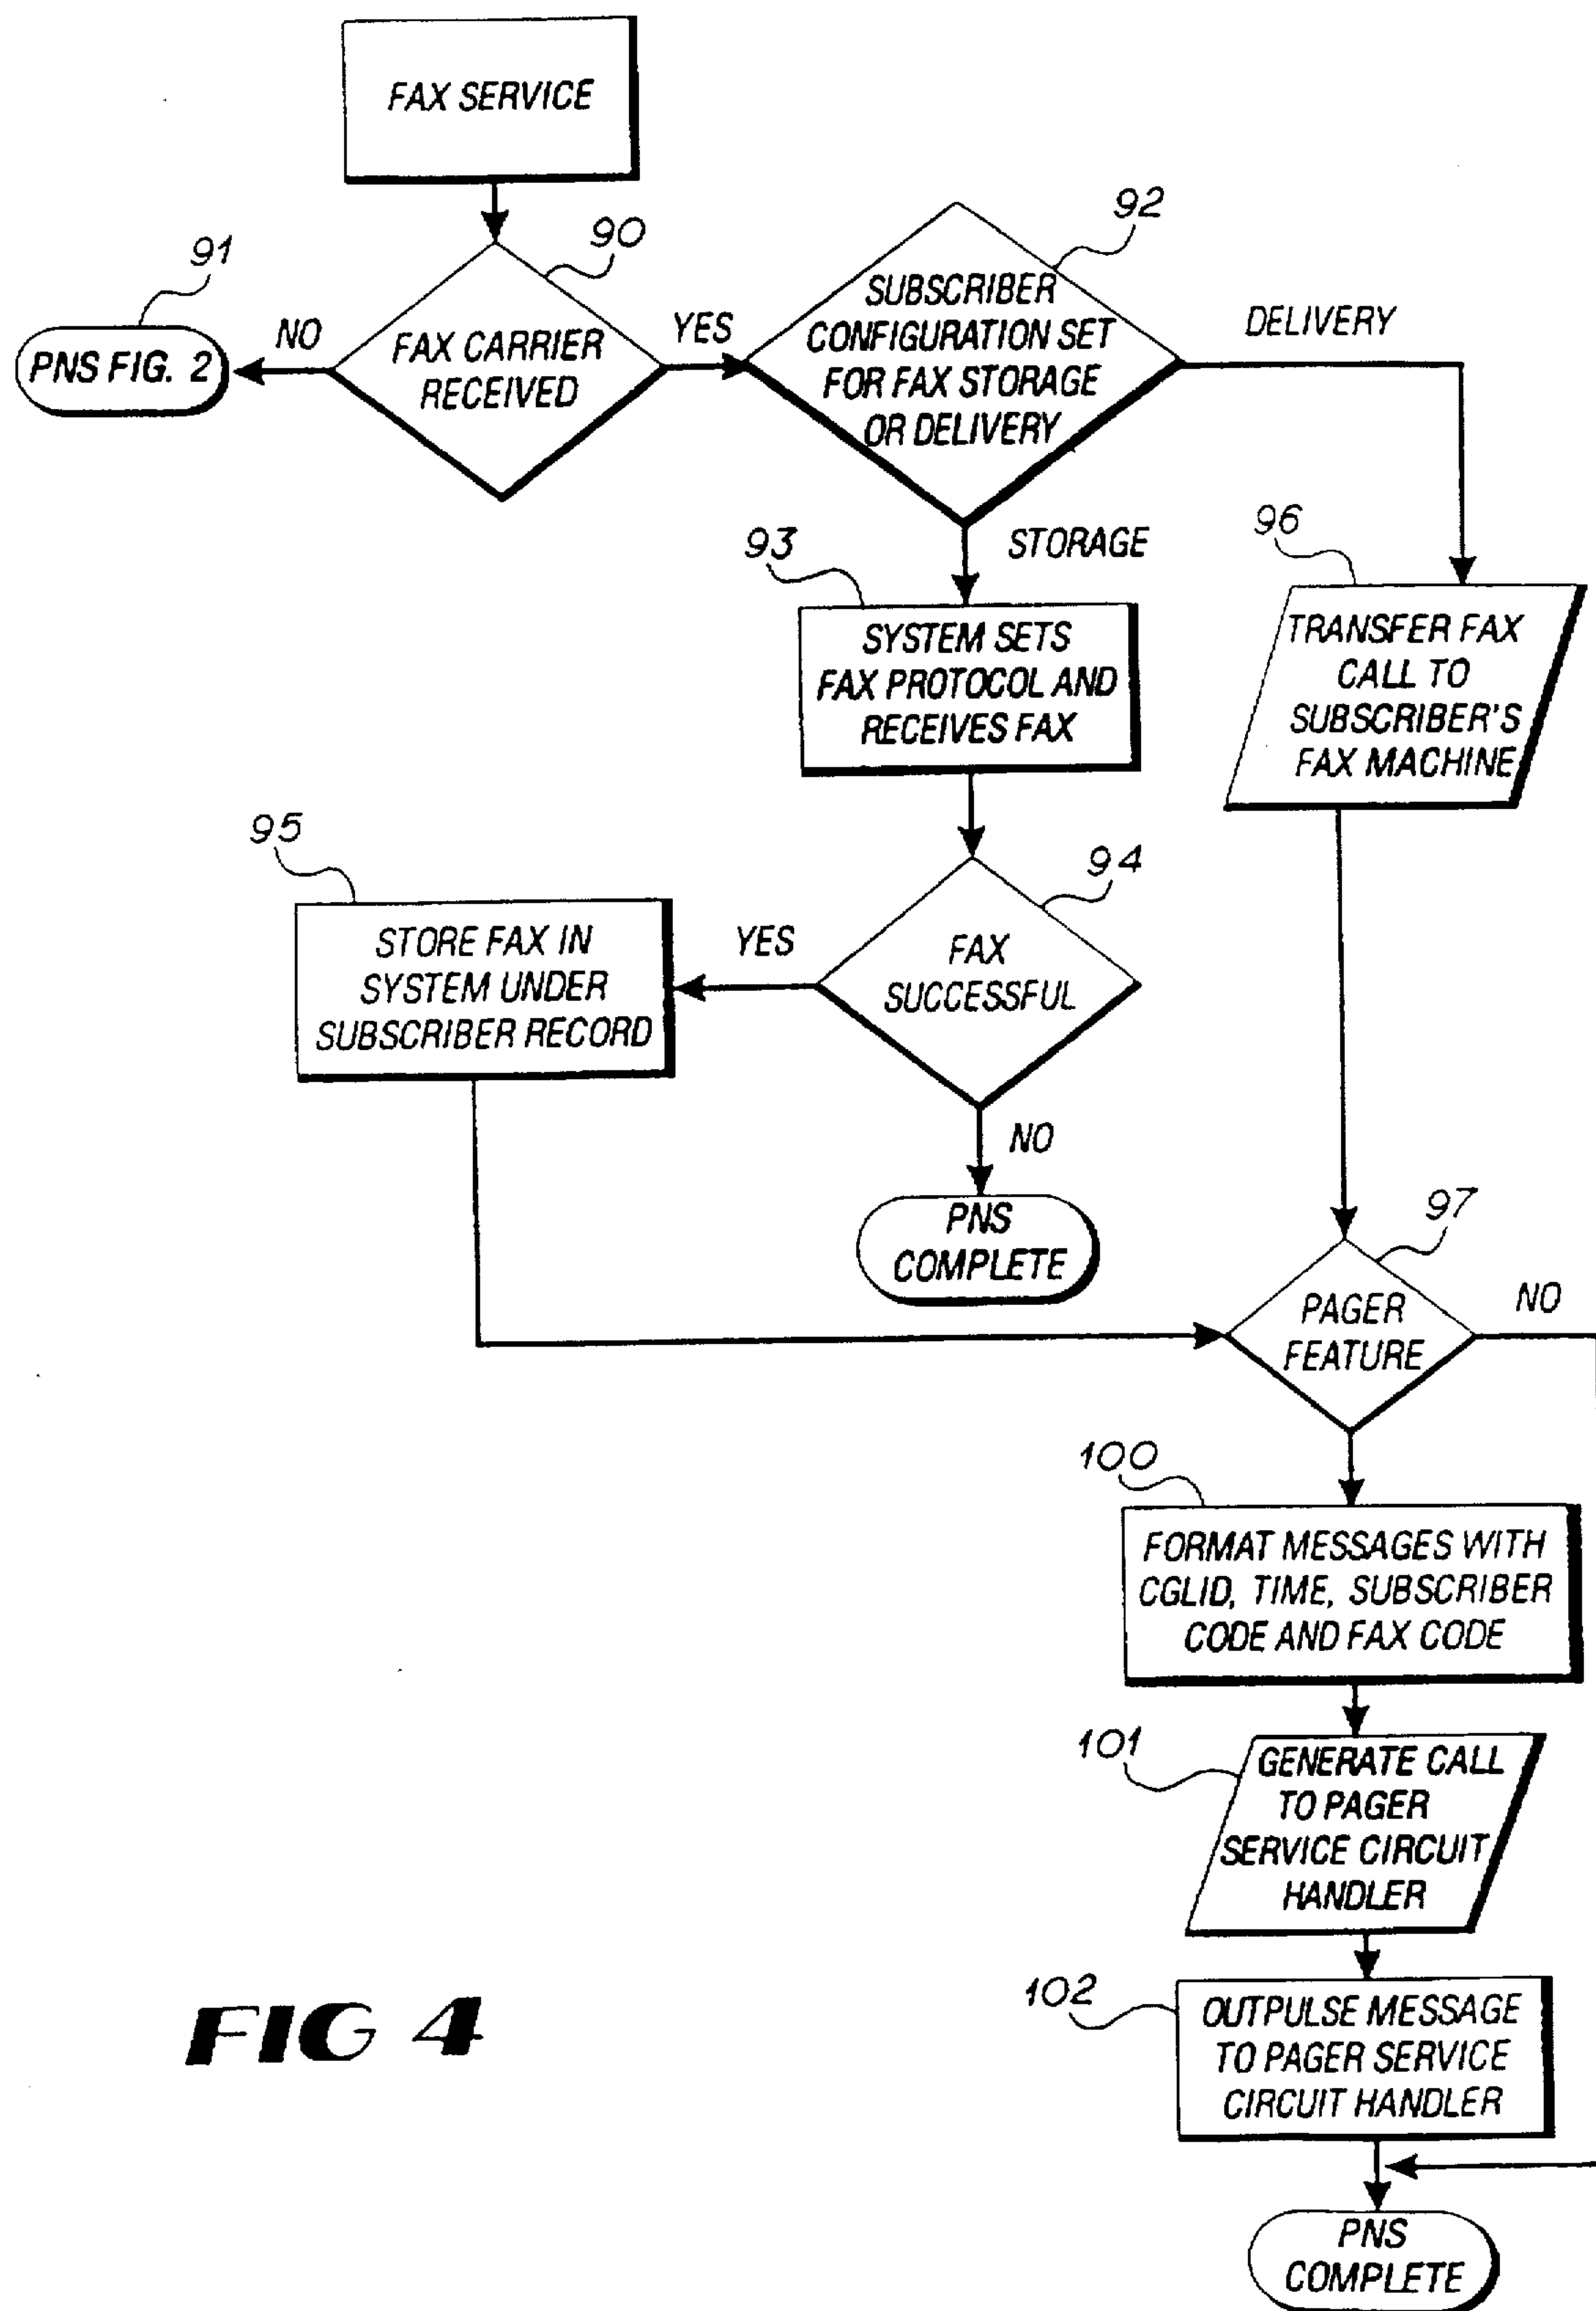 FAX SERVICE
90
92
91
SUBSCRIBER
CONFIGURATION SET
FOR FAX STORAGE
OR DELIVERY
DELIVERY
NO
YES
PNS FIG. 2
FAX CARRIER
RECEIVED
93
STORAGE
96
SYSTEM SETS
FAX PROTOCOL AND
RECEIVES FAX
TRANSFER FAX
CALL TO
SUBSCRIBER'S
FAX MACHINE
95
94
STORE FAX IN
SYSTEM UNDER
SUBSCRIBER RECORD
YES
FAX
SUCCESSFUL
NO
PNS
COMPLETE
97
PAGER
FEATURE
NO
100
FORMAT MESSAGES WITH
CGLID, TIME, SUBSCRIBER
CODE AND FAX CODE
101
GENERATE CALL
TO PAGER
SERVICE CIRCUIT
HANDLER
102
OUTPULSE MESSAGE
TO PAGER SERVICE
CIRCUIT HANDLER
FIG 4
PNS
COMPLETE